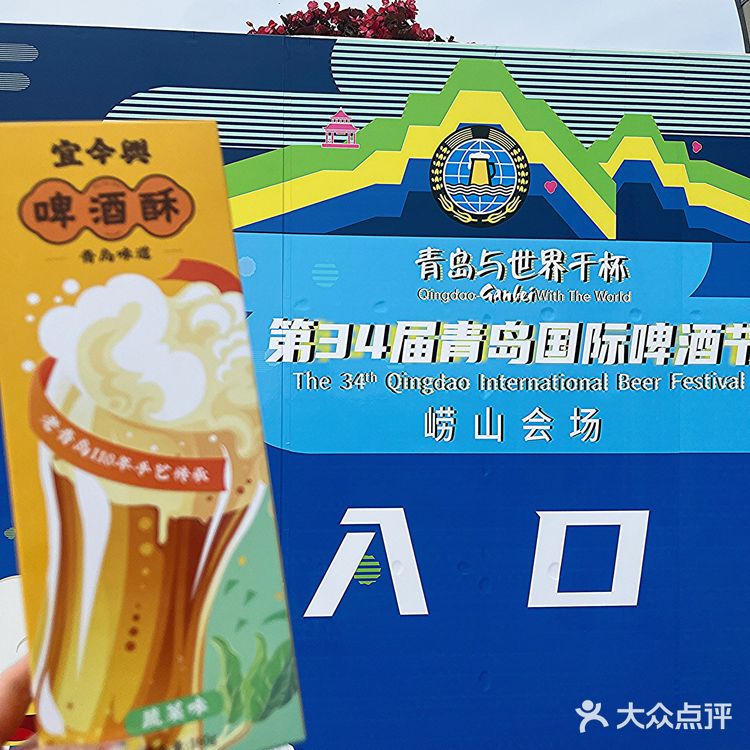 宜今興
啤酒酥
青岛味道
老青岛110年手艺传承
蔬菜味
青岛与世界干杯
Qingdao Ganbei With The World
第34届青岛国际啤酒节
The 34th Qingdao International Beer Festival
崂山会场
入口
大众点评